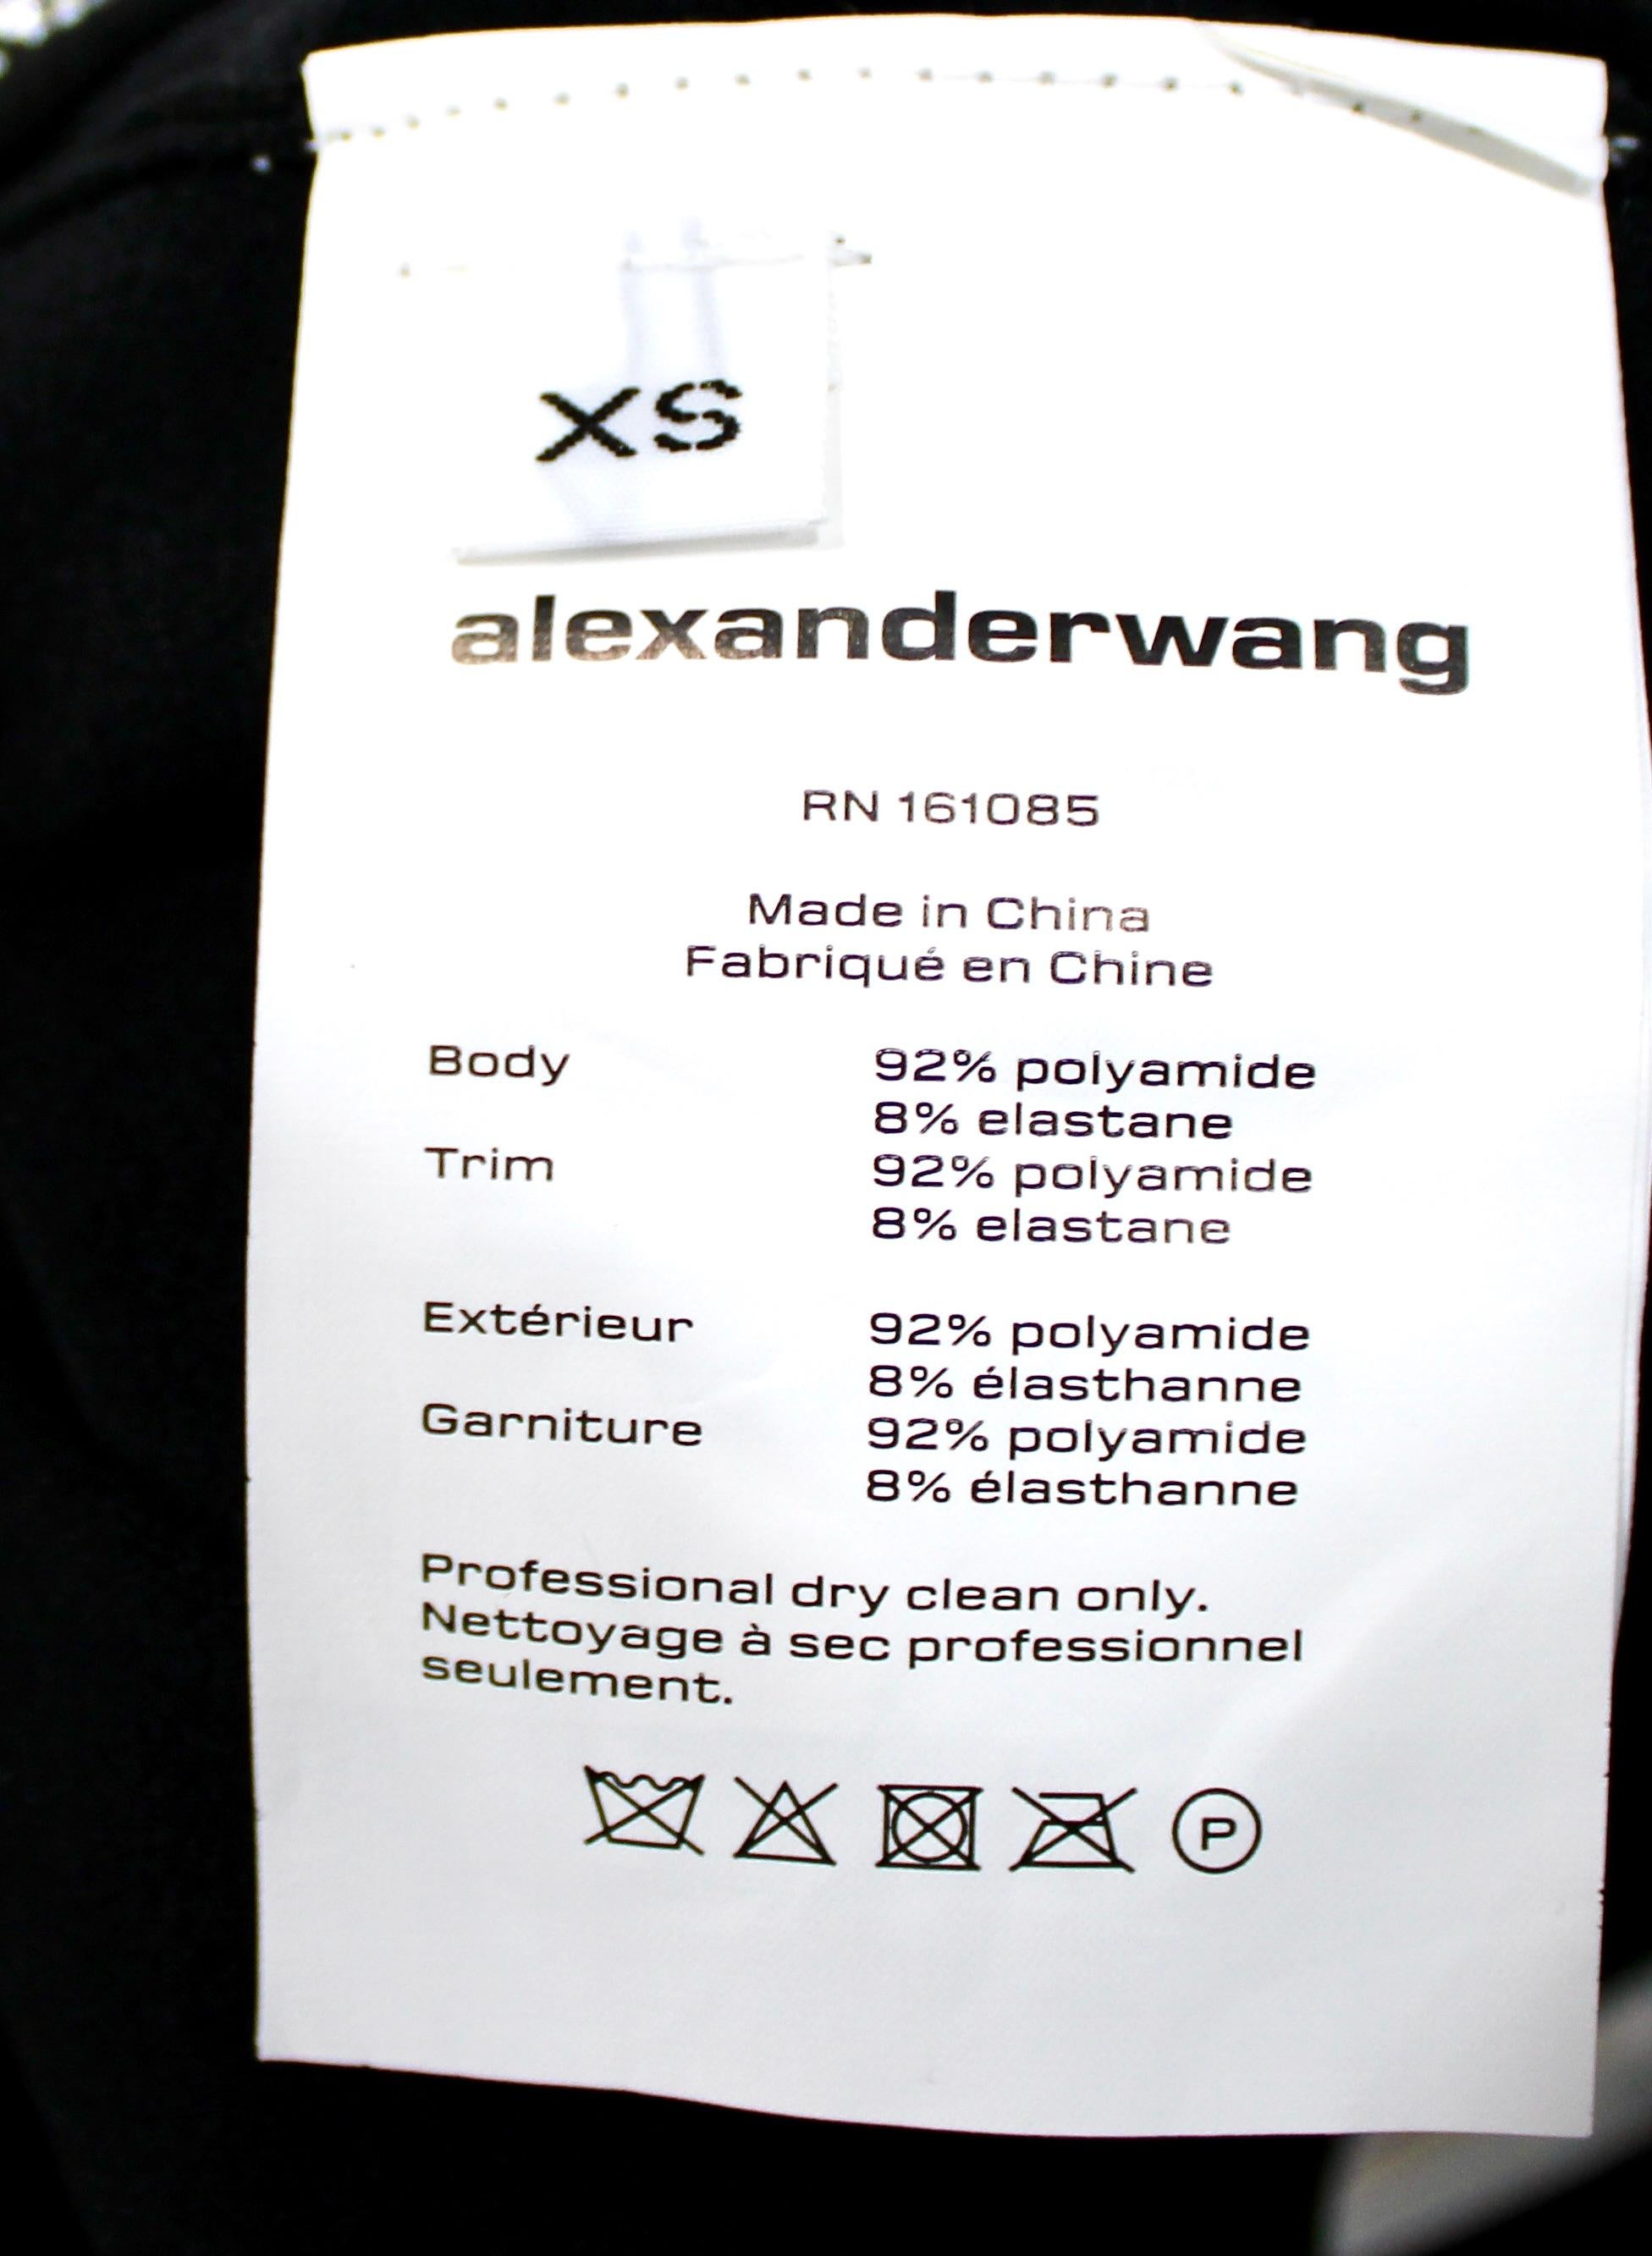 XS
alexanderwang
RN 161085
Made in China
Fabriqué en Chine
Body 92% polyamide
8% elastane
Trim 92% polyamide
8% elastane
Extérieur 92% polyamide
8% élasthanne
Garniture 92% polyamide
8% élasthanne
Professional dry clean only.
Nettoyage à sec professionnel
seulement.
P